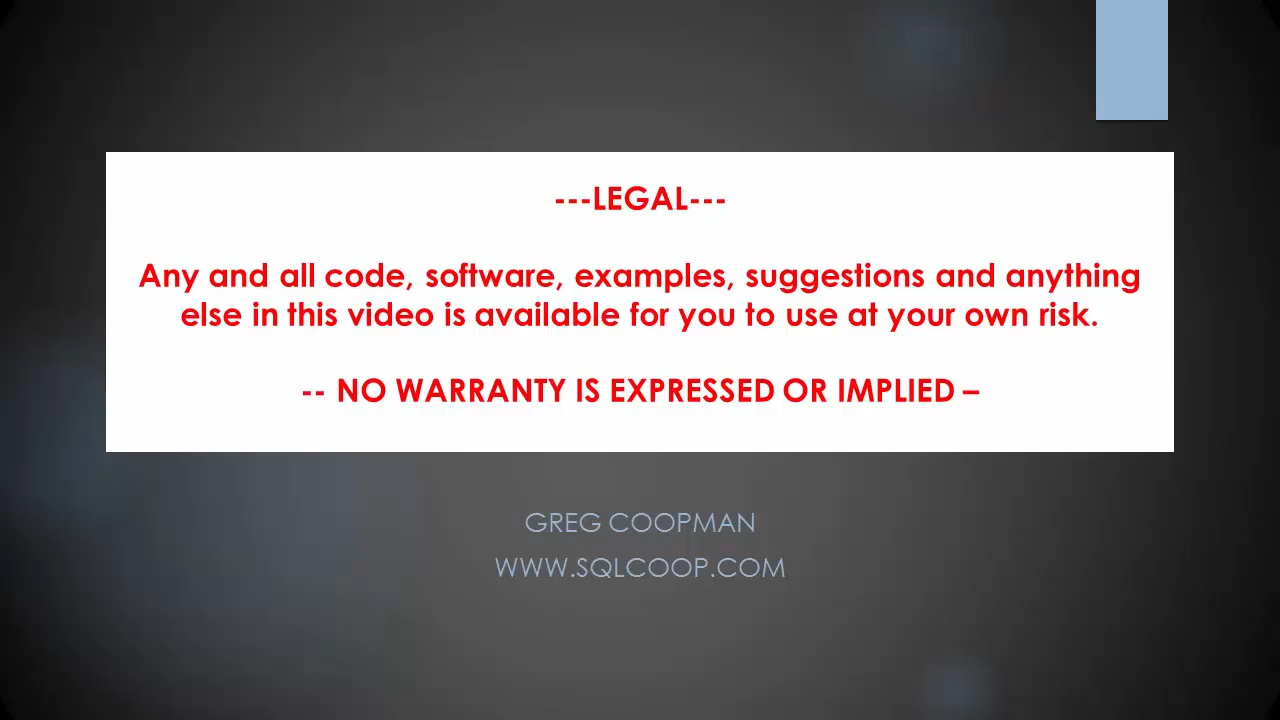 ---LEGAL---
Any and all code, software, examples, suggestions and anything
else in this video is available for you to use at your own risk.
-- NO WARRANTY IS EXPRESSED OR IMPLIED –
GREG COOPMAN
WWW.SQLCOOP.COM